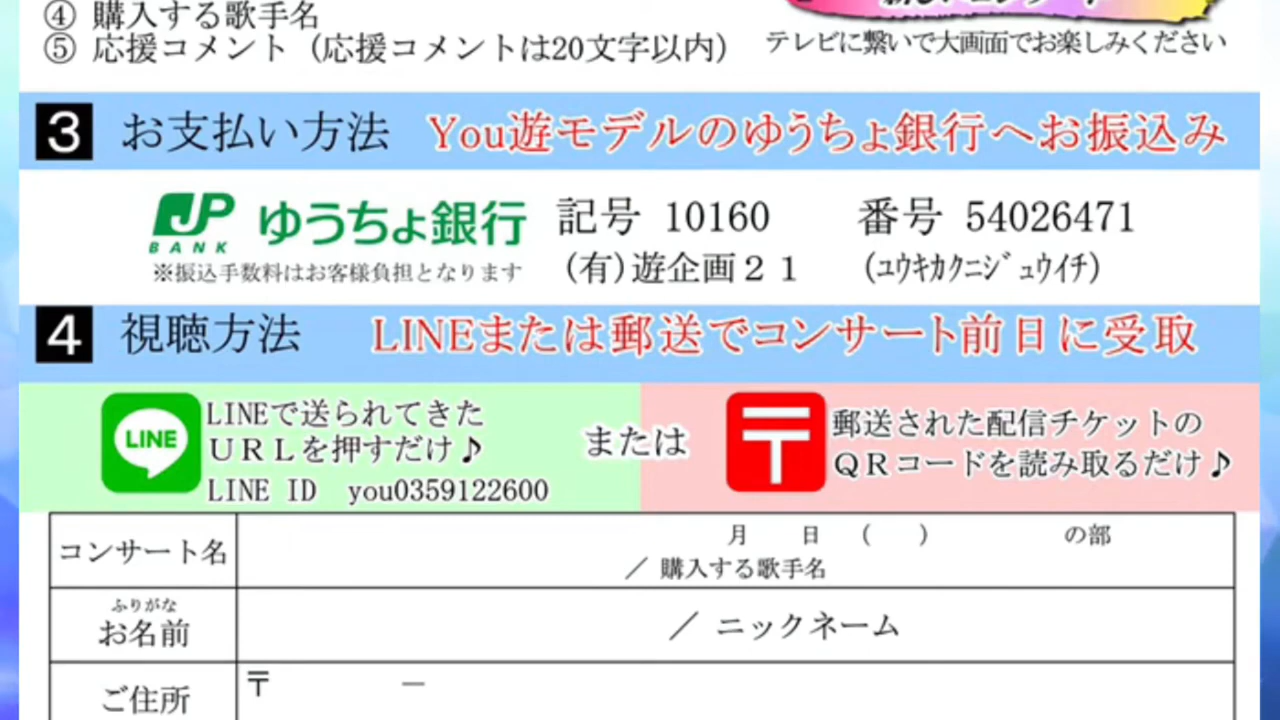 ④ 購入する歌手名
⑤ 応援コメント (応援コメントは20文字以内)
テレビに繋いで大画面でお楽しみください
3 お支払い方法 You遊モデルのゆうちょ銀行へお振込み
JP BANK ゆうちょ銀行 記号 10160 番号 54026471
※振込手数料はお客様負担となります (有)遊企画21 (ﾕｳｷｶｸﾆｼﾞｭｳｲﾁ)
4 視聴方法 LINEまたは郵送でコンサート前日に受取
LINE
LINEで送られてきた
URLを押すだけ♪
LINE ID you0359122600
または
〒
郵送された配信チケットの
QRコードを読み取るだけ♪
コンサート名 月 日 ( ) の部
／ 購入する歌手名
ふりがな
お名前 ／ ニックネーム
ご住所 〒 －